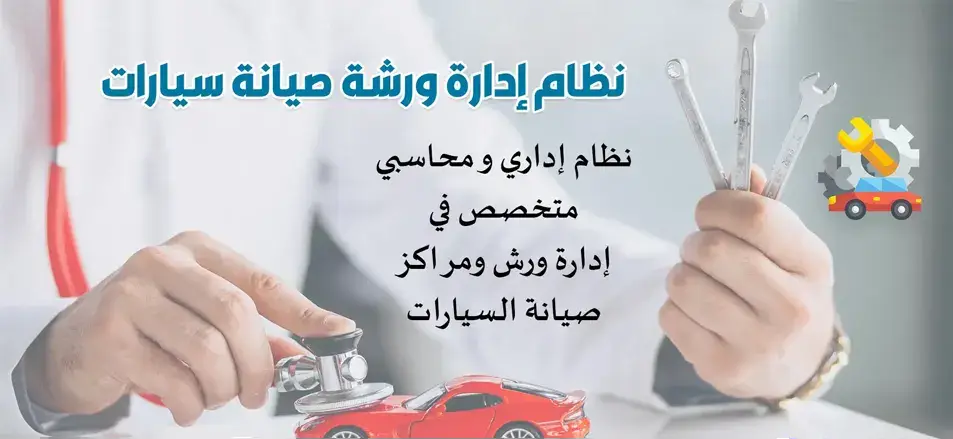 نظام إدارة ورشة صيانة سيارات
نظام إداري و محاسبي
متخصص في
إدارة ورش ومراكز
صيانة السيارات